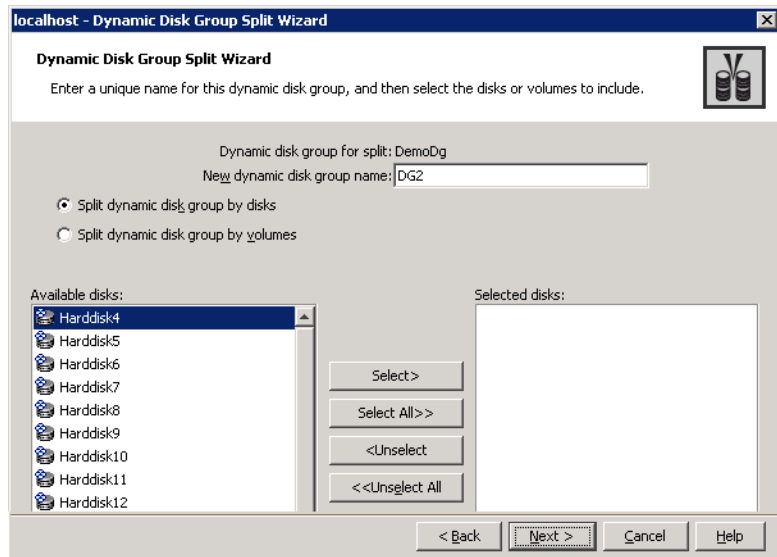 localhost - Dynamic Disk Group Split Wizard
Dynamic Disk Group Split Wizard
Enter a unique name for this dynamic disk group, and then select the disks or volumes to include.
Dynamic disk group for split: DemoDg
New dynamic disk group name: DG2
Split dynamic disk group by disks
Split dynamic disk group by volumes
Available disks:
Harddisk4
Harddisk5
Harddisk6
Harddisk7
Harddisk8
Harddisk9
Harddisk10
Harddisk11
Harddisk12
Select>
Select All>>
<Unselect
<<Unselect All
Selected disks:
< Back
Next >
Cancel
Help